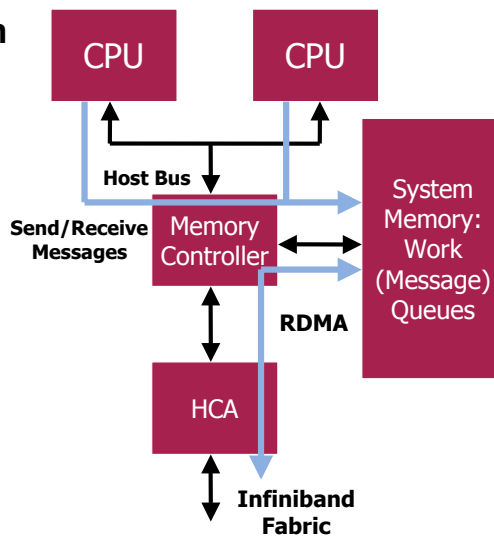 CPU
CPU
Host Bus
Send/Receive
Messages
Memory
Controller
System
Memory:
Work
(Message)
Queues
RDMA
HCA
Infiniband
Fabric